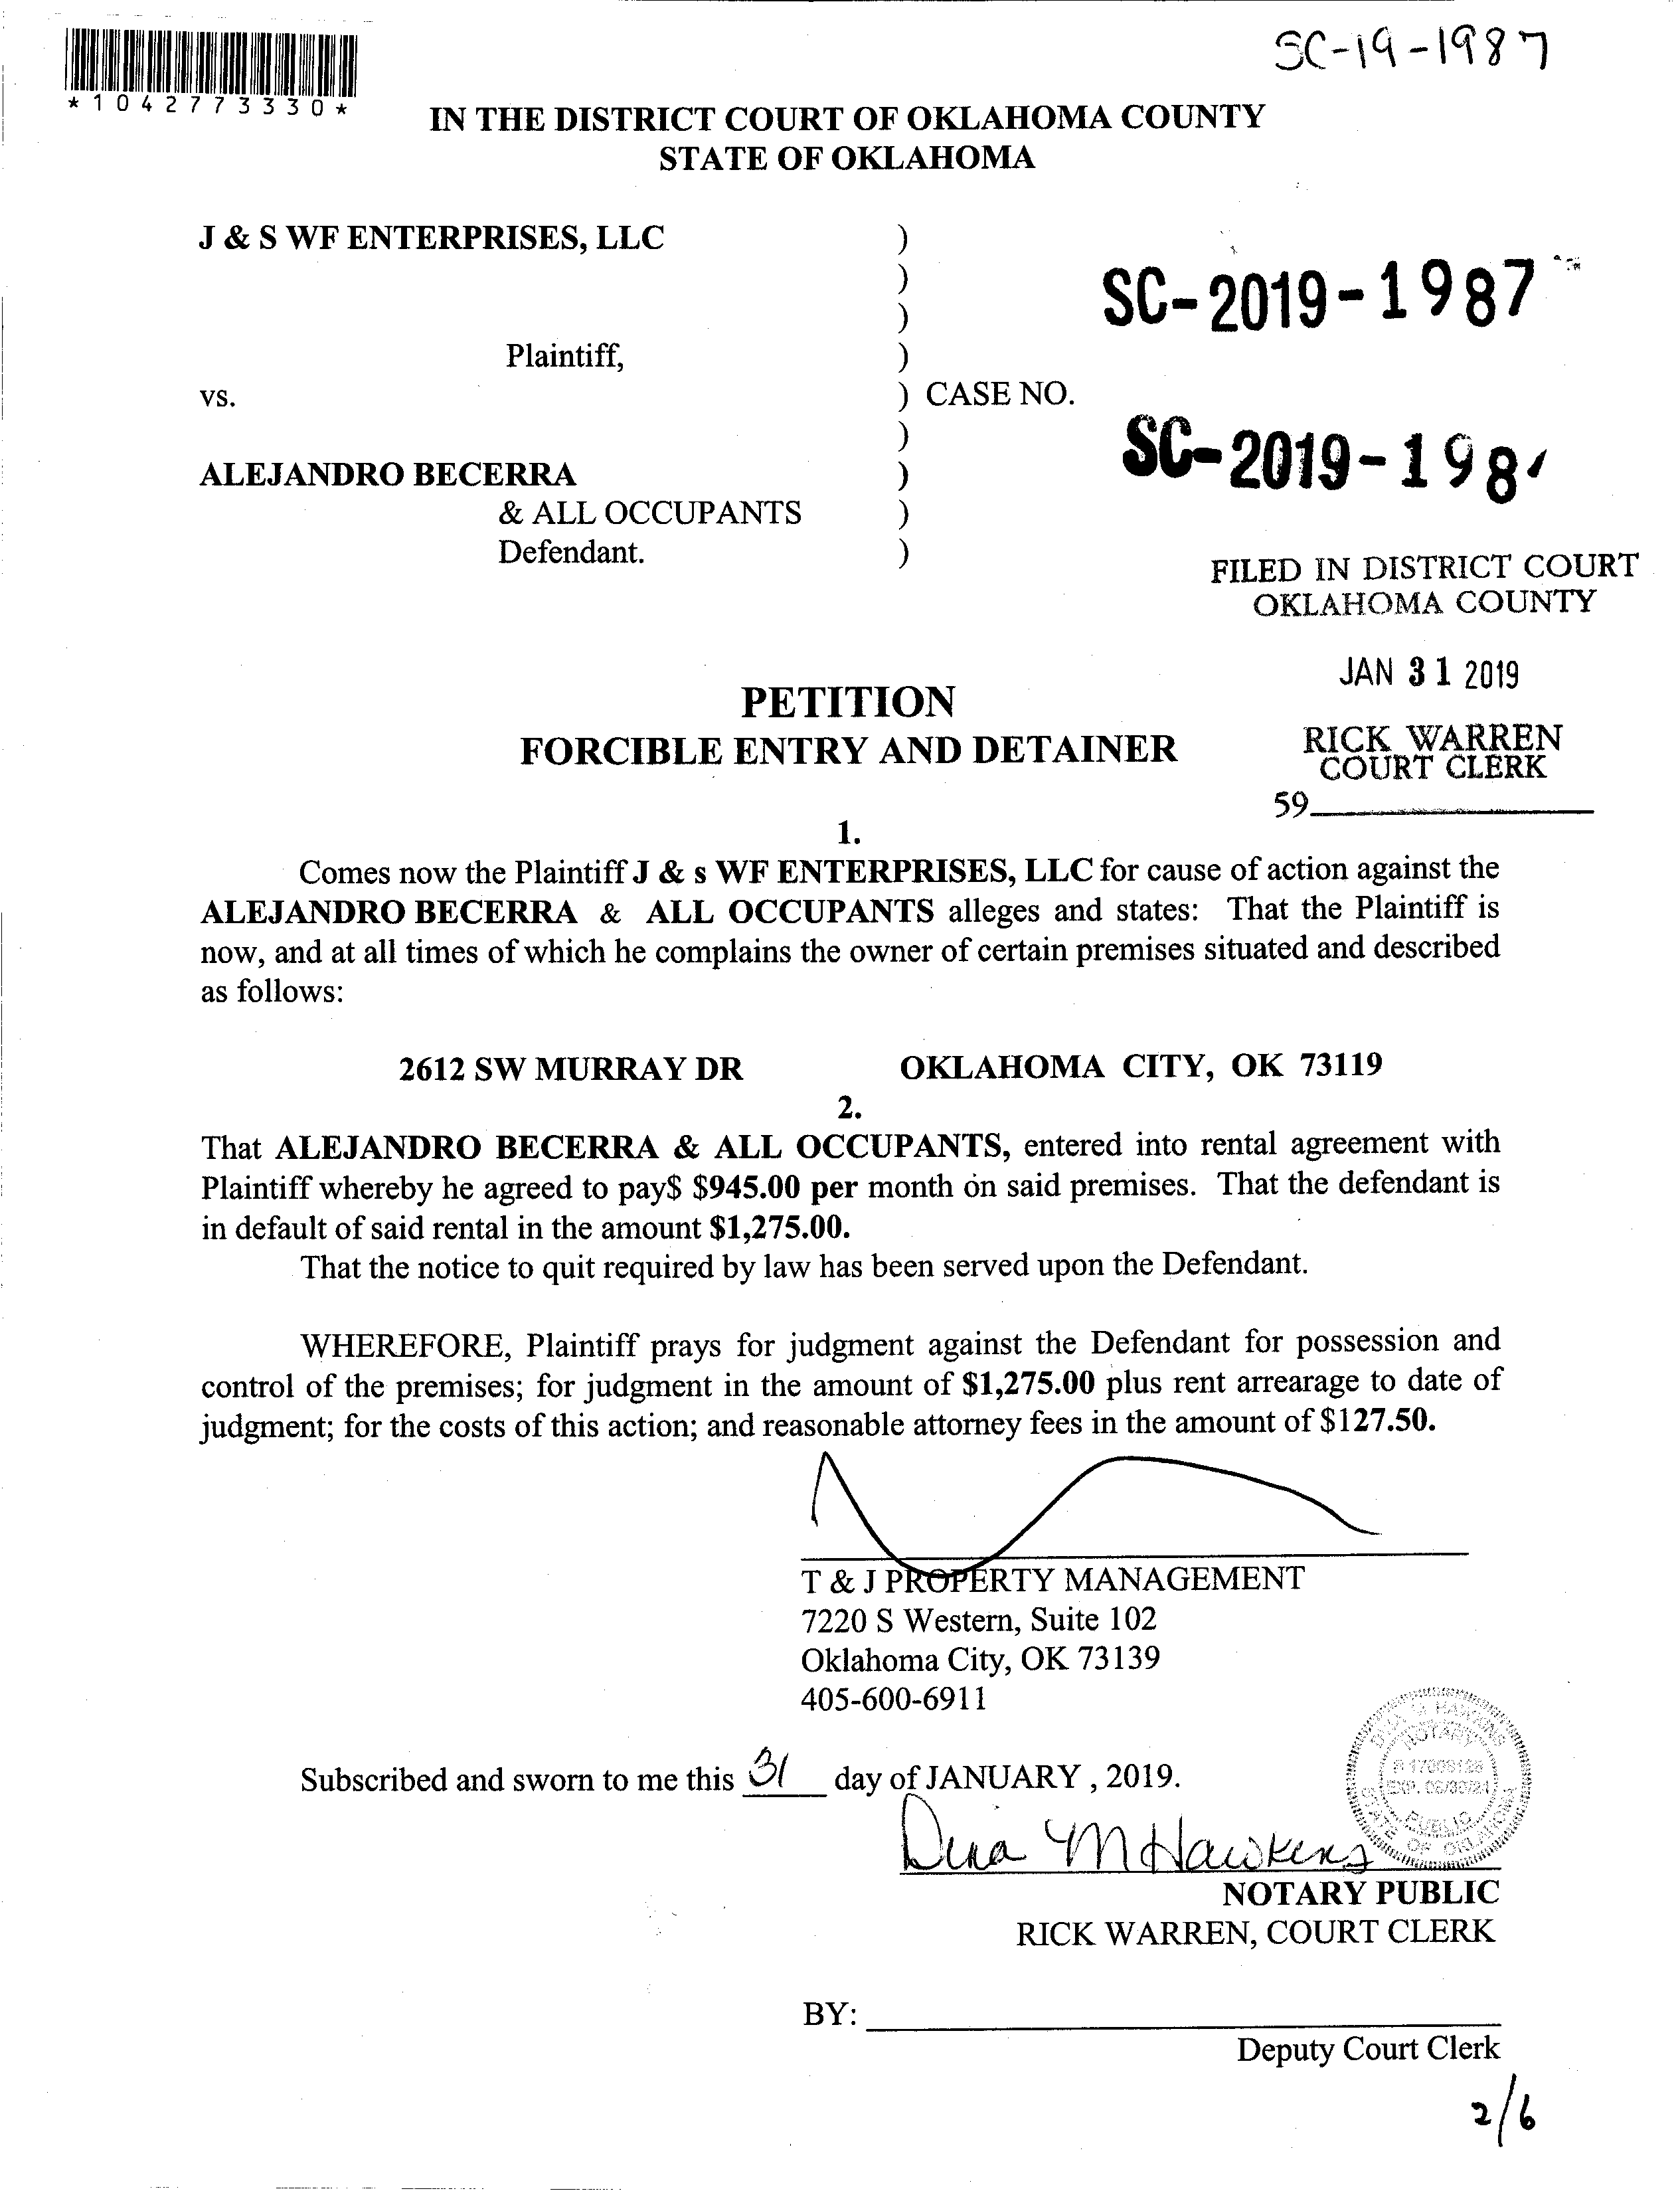 SC-19-1987
*1042773330*
IN THE DISTRICT COURT OF OKLAHOMA COUNTY
STATE OF OKLAHOMA
J & S WF ENTERPRISES, LLC )
)
SC-2019-1987
)
Plaintiff, )
vs. ) CASE NO.
)
SC-2019-198
ALEJANDRO BECERRA )
& ALL OCCUPANTS )
Defendant. )
FILED IN DISTRICT COURT
OKLAHOMA COUNTY
JAN 31 2019
PETITION
FORCIBLE ENTRY AND DETAINER
RICK WARREN
COURT CLERK
59
1.
Comes now the Plaintiff J & s WF ENTERPRISES, LLC for cause of action against the
ALEJANDRO BECERRA & ALL OCCUPANTS alleges and states: That the Plaintiff is
now, and at all times of which he complains the owner of certain premises situated and described
as follows:
2612 SW MURRAY DR OKLAHOMA CITY, OK 73119
2.
That ALEJANDRO BECERRA & ALL OCCUPANTS, entered into rental agreement with
Plaintiff whereby he agreed to pay$ $945.00 per month on said premises. That the defendant is
in default of said rental in the amount $1,275.00.
That the notice to quit required by law has been served upon the Defendant.
WHEREFORE, Plaintiff prays for judgment against the Defendant for possession and
control of the premises; for judgment in the amount of $1,275.00 plus rent arrearage to date of
judgment; for the costs of this action; and reasonable attorney fees in the amount of $127.50.
T & J PROPERTY MANAGEMENT
7220 S Western, Suite 102
Oklahoma City, OK 73139
405-600-6911
Subscribed and sworn to me this 31 day of JANUARY , 2019.
Dina M Hawkins
NOTARY
PUBLIC
STATE OF OKLAHOMA
NOTARY PUBLIC
RICK WARREN, COURT CLERK
BY:
Deputy Court Clerk
2/6